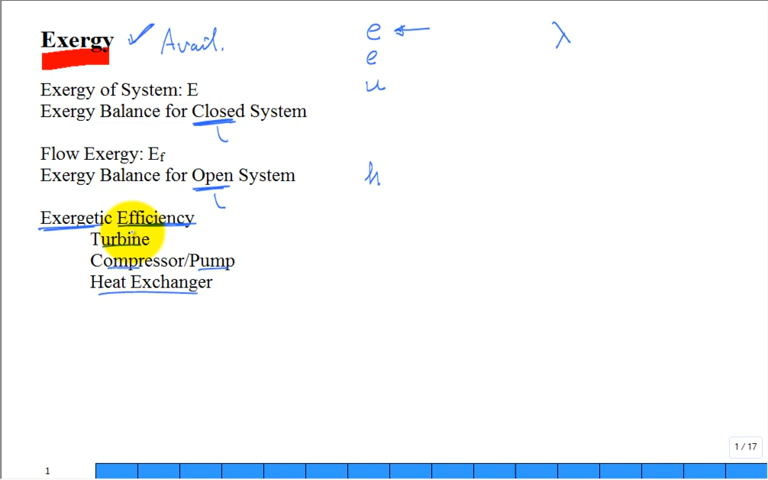 Exergy ✓ Avail. e ←
e
Exergy of System: E u
Exergy Balance for Closed System
Flow Exergy: Ef
Exergy Balance for Open System h
Exergetic Efficiency
Turbine
Compressor/Pump
Heat Exchanger
1 / 17
1